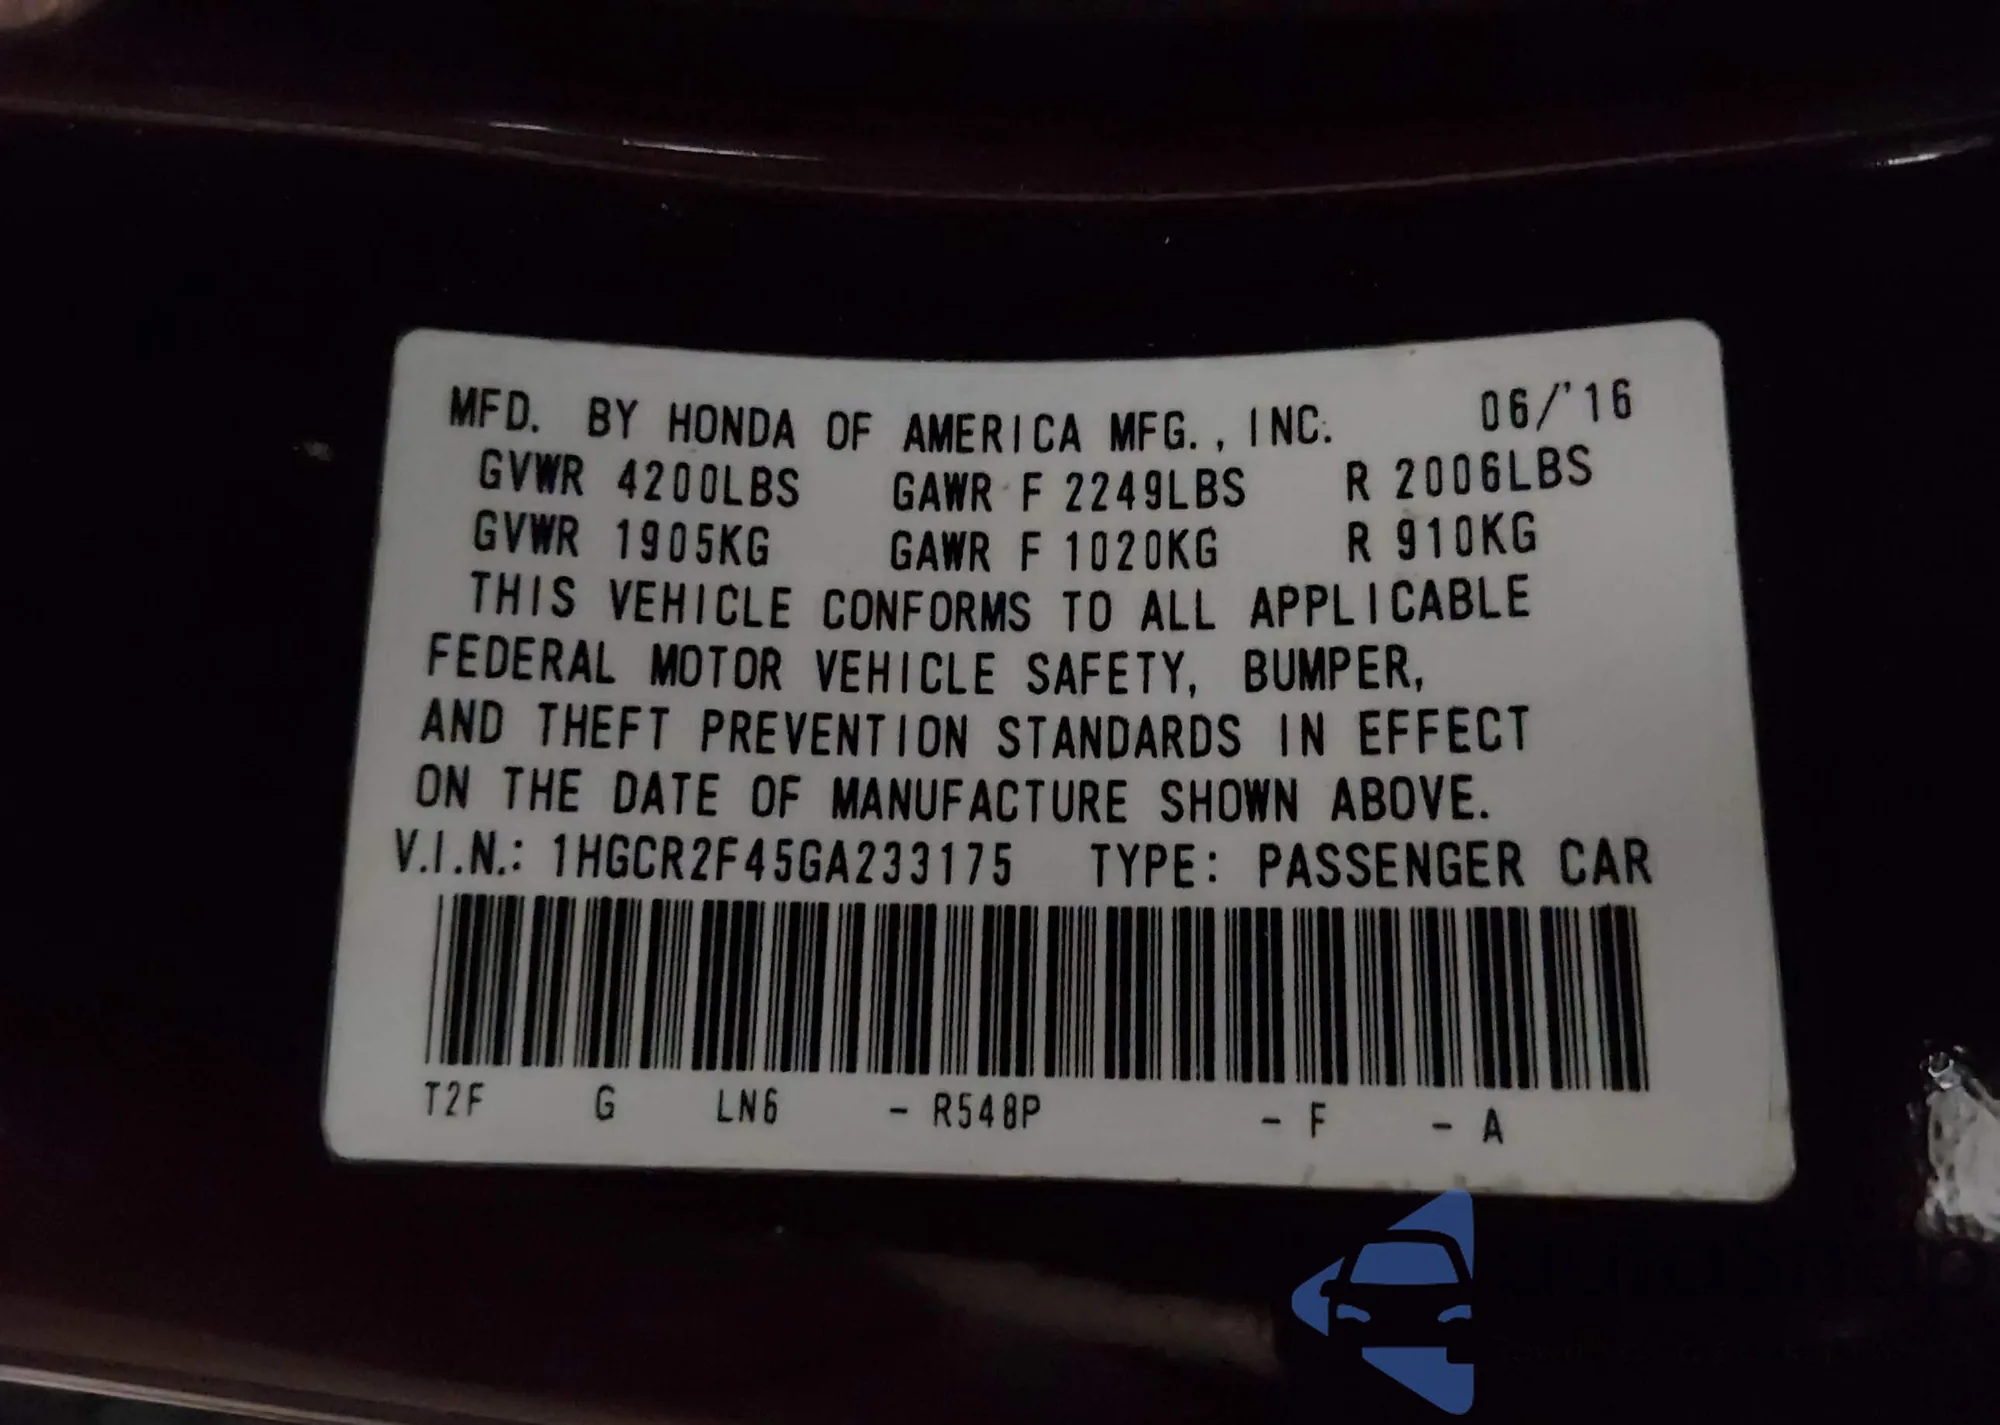 MFD. BY HONDA OF AMERICA MFG., INC. 06/'16
GVWR 4200LBS GAWR F 2249LBS R 2006LBS
GVWR 1905KG GAWR F 1020KG R 910KG
THIS VEHICLE CONFORMS TO ALL APPLICABLE
FEDERAL MOTOR VEHICLE SAFETY, BUMPER,
AND THEFT PREVENTION STANDARDS IN EFFECT
ON THE DATE OF MANUFACTURE SHOWN ABOVE.
V.I.N.: 1HGCR2F45GA233175 TYPE: PASSENGER CAR
T2F G LN6 - R548P - F - A